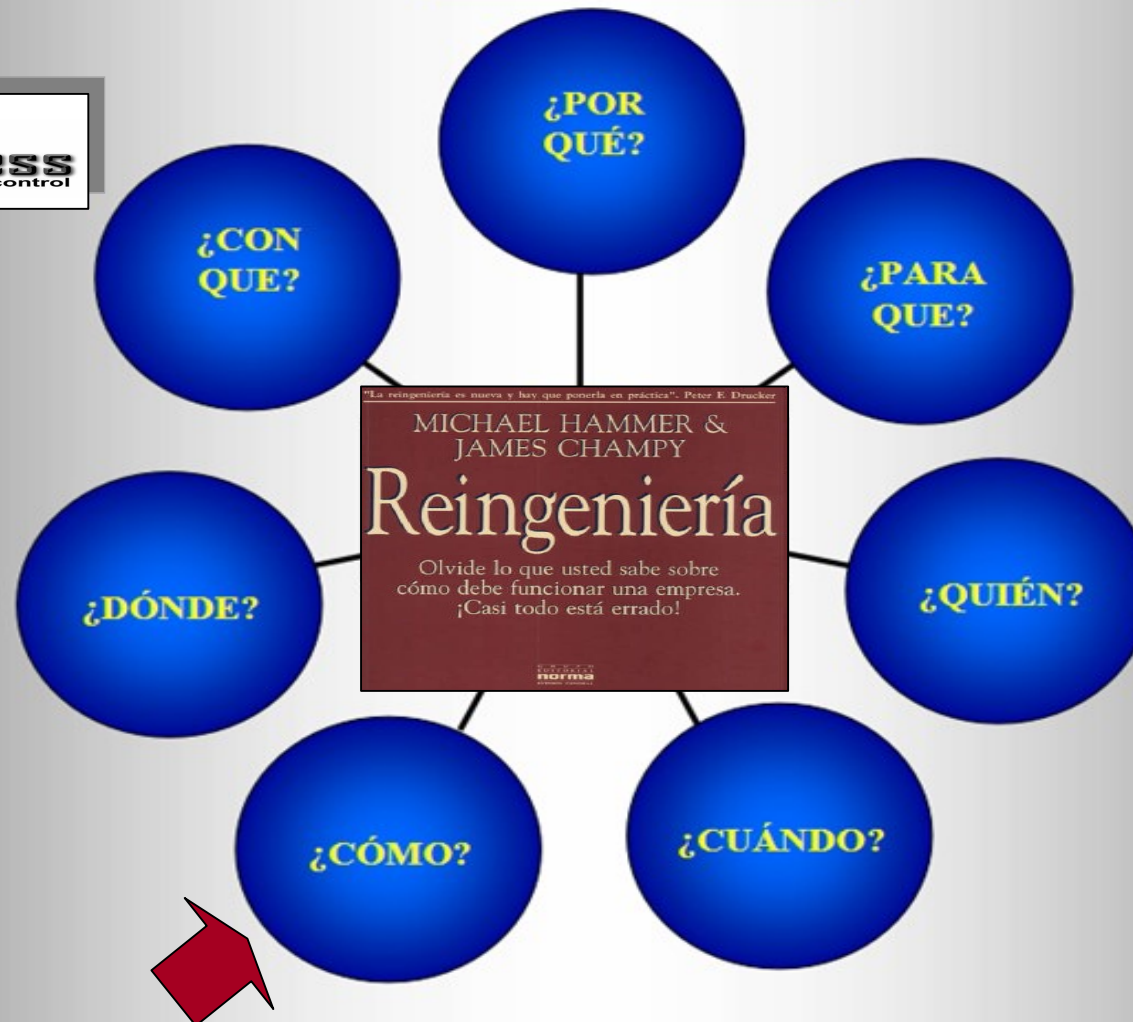 control
¿POR
QUÉ?
¿CON
QUE?
¿PARA
QUE?
"La reingeniería es nueva y hay que ponerla en práctica". Peter F. Drucker
MICHAEL HAMMER &
JAMES CHAMPY
Reingeniería
Olvide lo que usted sabe sobre
cómo debe funcionar una empresa.
¡Casi todo está errado!
norma
¿DÓNDE?
¿QUIÉN?
¿CÓMO?
¿CUÁNDO?